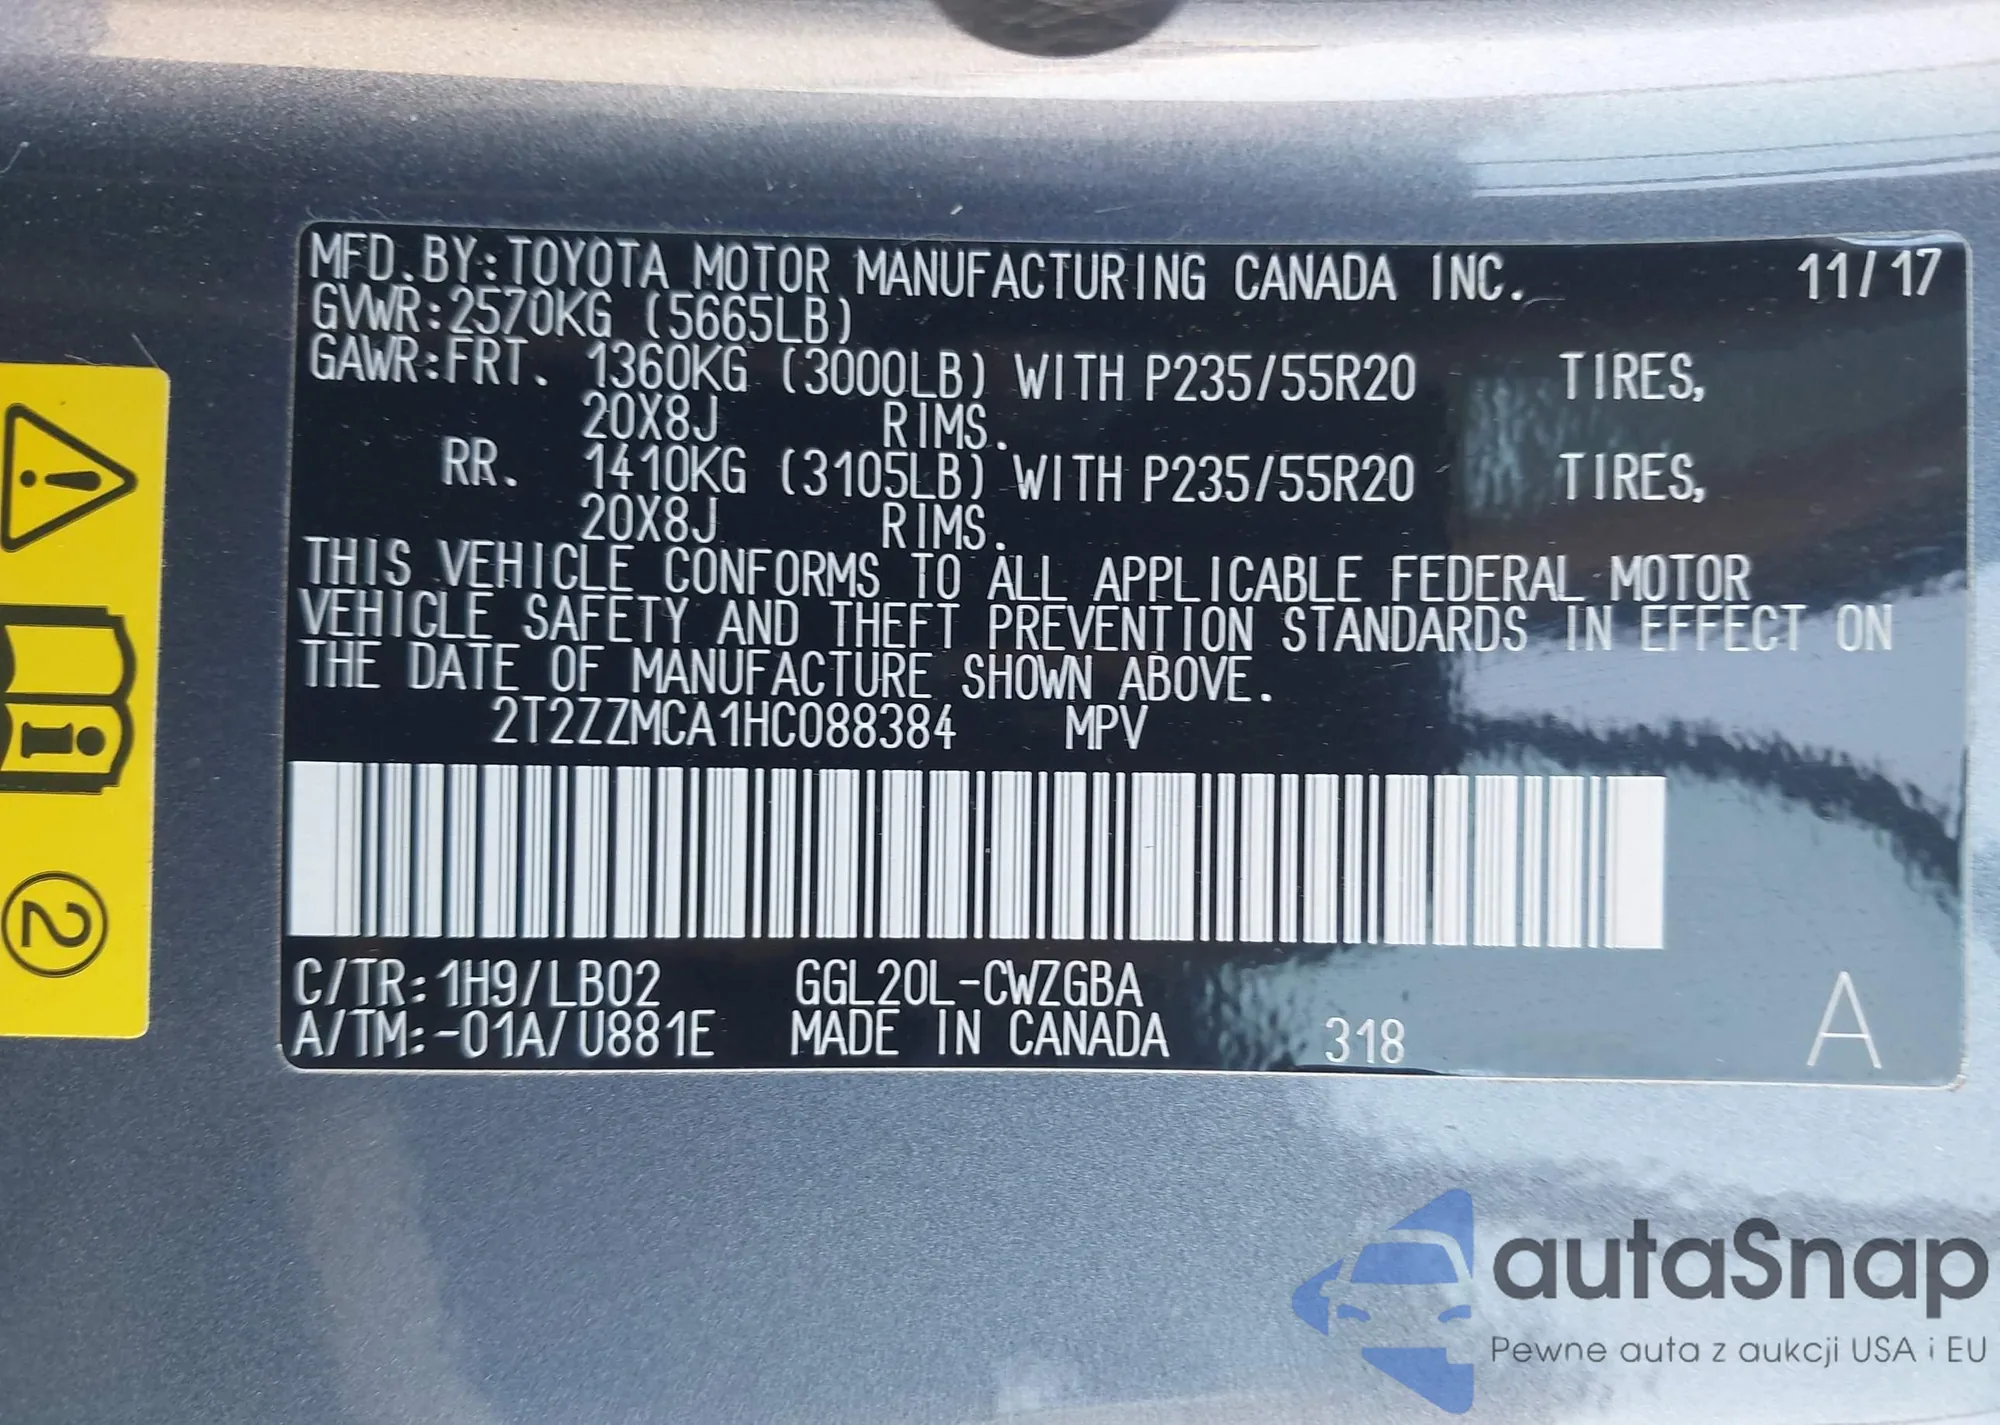 MFD.BY:TOYOTA MOTOR MANUFACTURING CANADA INC. 11/17
GVWR:2570KG (5665LB)
GAWR:FRT. 1360KG (3000LB) WITH P235/55R20 TIRES,
20X8J RIMS.
RR. 1410KG (3105LB) WITH P235/55R20 TIRES,
20X8J RIMS.
THIS VEHICLE CONFORMS TO ALL APPLICABLE FEDERAL MOTOR
VEHICLE SAFETY AND THEFT PREVENTION STANDARDS IN EFFECT ON
THE DATE OF MANUFACTURE SHOWN ABOVE.
2T2ZZMCA1HC088384 MPV
C/TR:1H9/LB02 GGL20L-CWZGBA
A/TM:-01A/U881E MADE IN CANADA 318 A
! i 2
autaSnap
Pewne auta z aukcji USA i EU